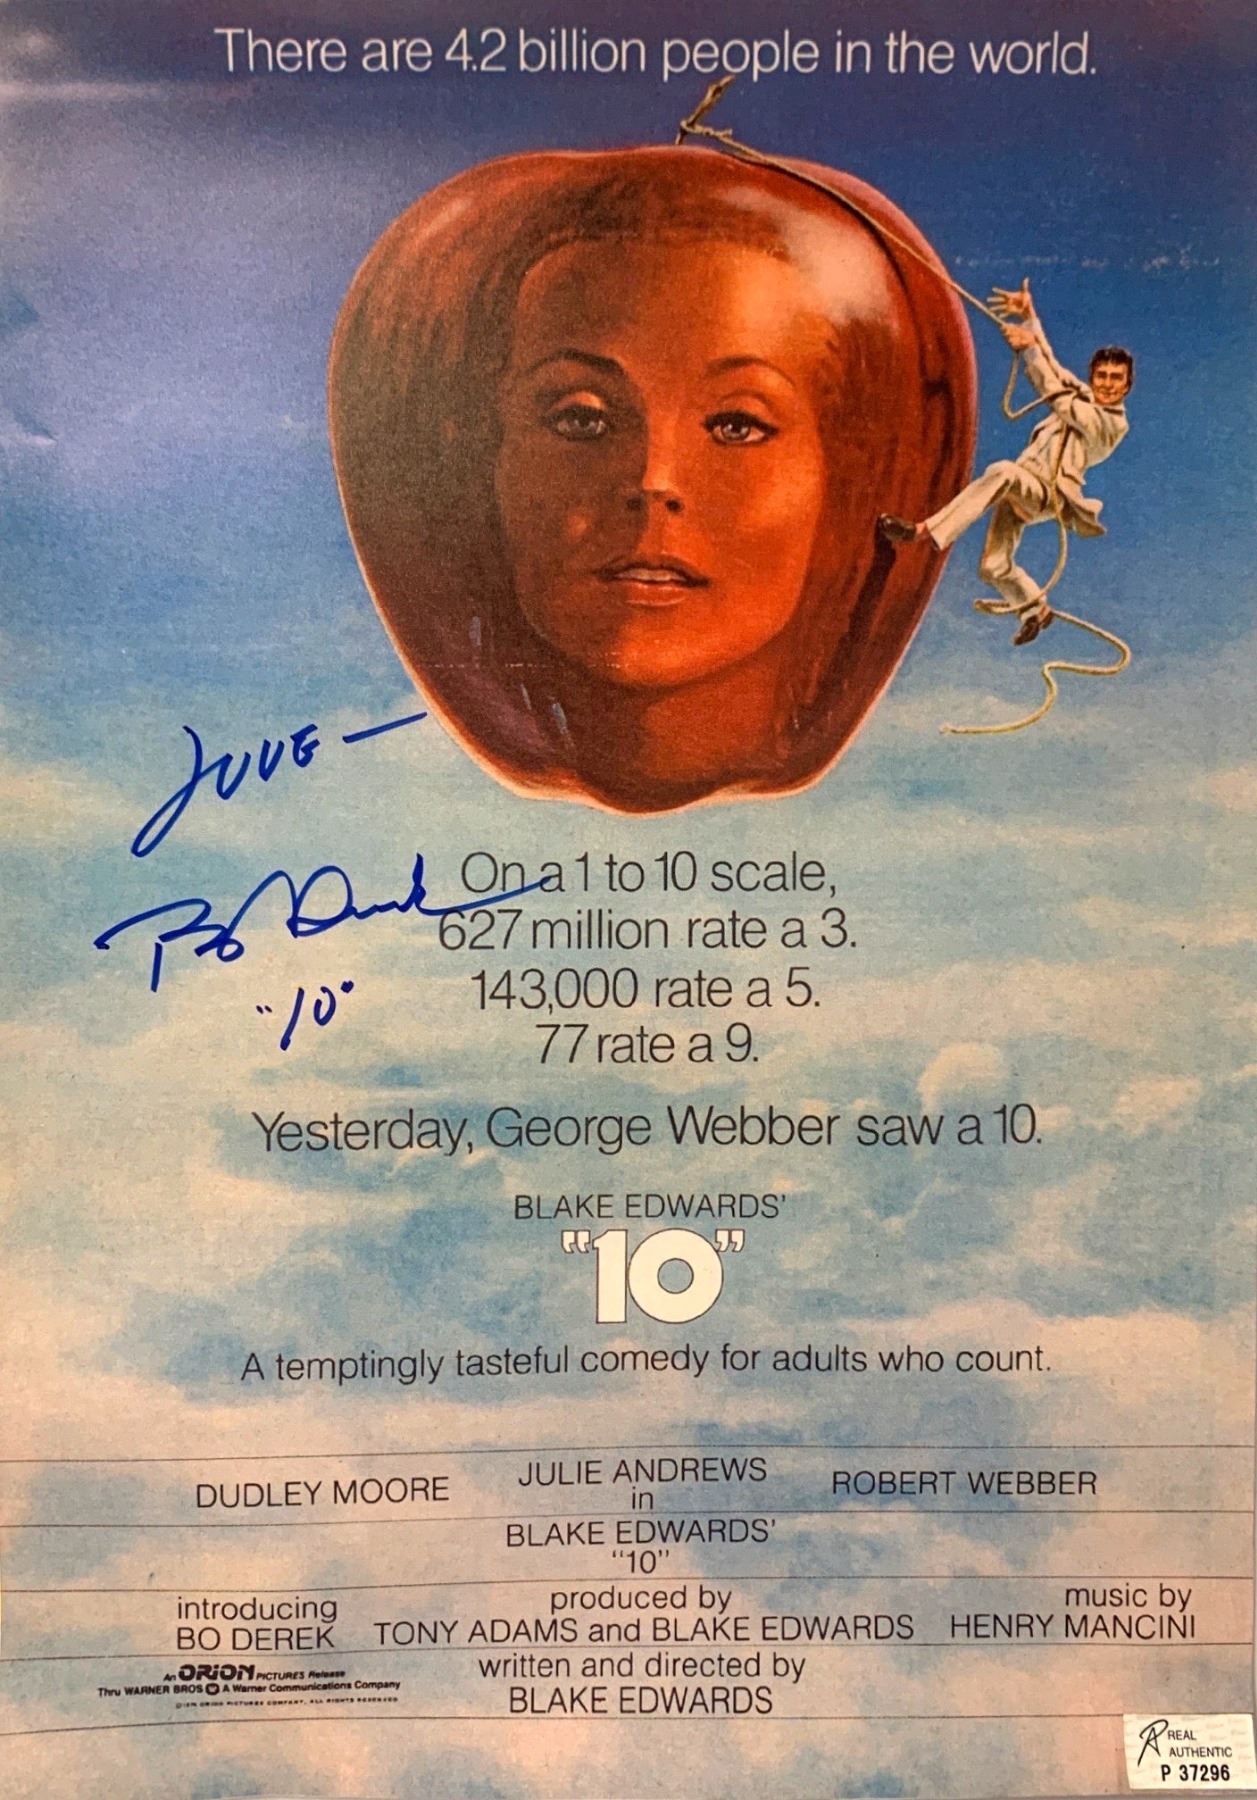 There are 4.2 billion people in the world.
Love —
Bo Derek
"10"
On a 1 to 10 scale,
627 million rate a 3.
143,000 rate a 5.
77 rate a 9.
Yesterday, George Webber saw a 10.
BLAKE EDWARDS'
"10"
A temptingly tasteful comedy for adults who count.
DUDLEY MOORE JULIE ANDREWS ROBERT WEBBER
in
BLAKE EDWARDS'
"10"
introducing
BO DEREK
produced by
TONY ADAMS and BLAKE EDWARDS
music by
HENRY MANCINI
An ORION PICTURES Release
Thru WARNER BROS A Warner Communications Company
written and directed by
BLAKE EDWARDS
REAL
AUTHENTIC
P 37296